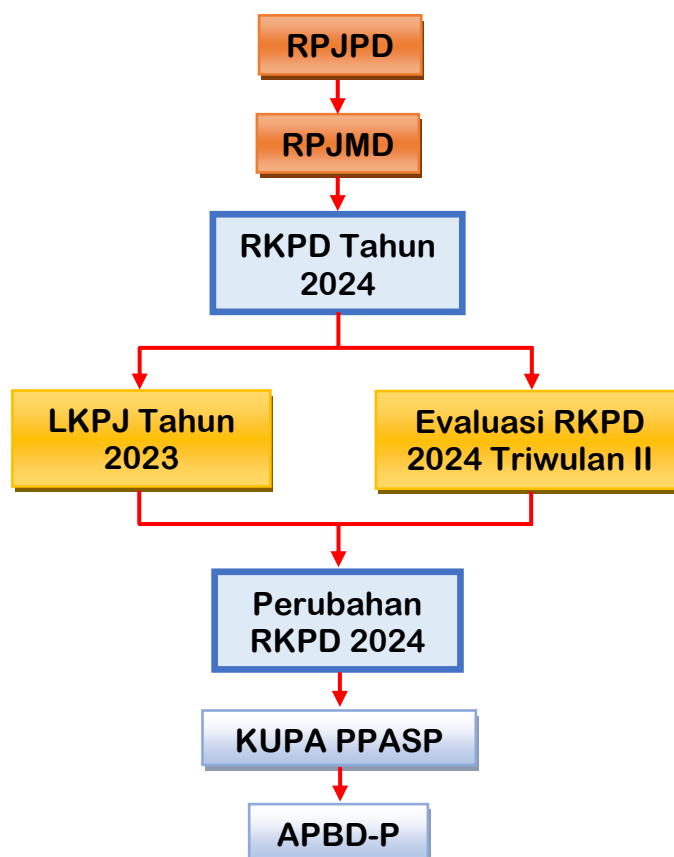 RPJPD
RPJMD
RKPD Tahun
2024
LKPJ Tahun
2023
Evaluasi RKPD
2024 Triwulan II
Perubahan
RKPD 2024
KUPA PPASP
APBD-P